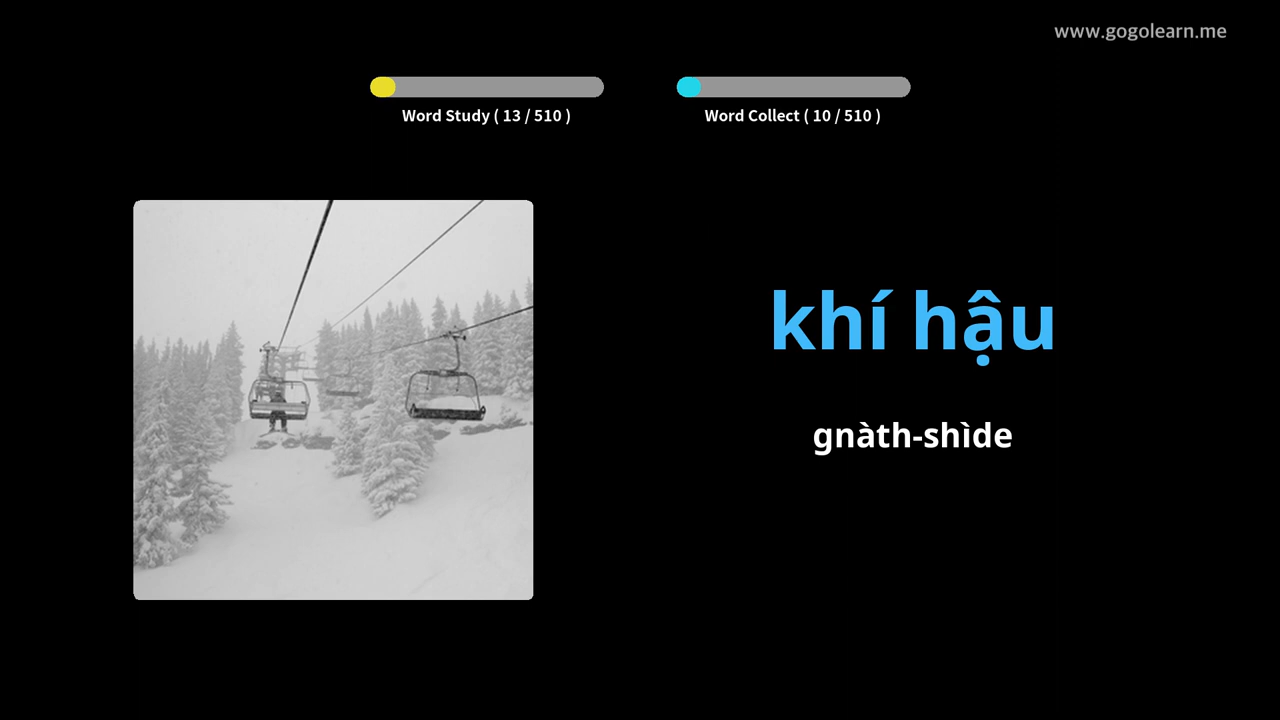 www.gogolearn.me
Word Study ( 13 / 510 )
Word Collect ( 10 / 510 )
khí hậu
gnàth-shìde